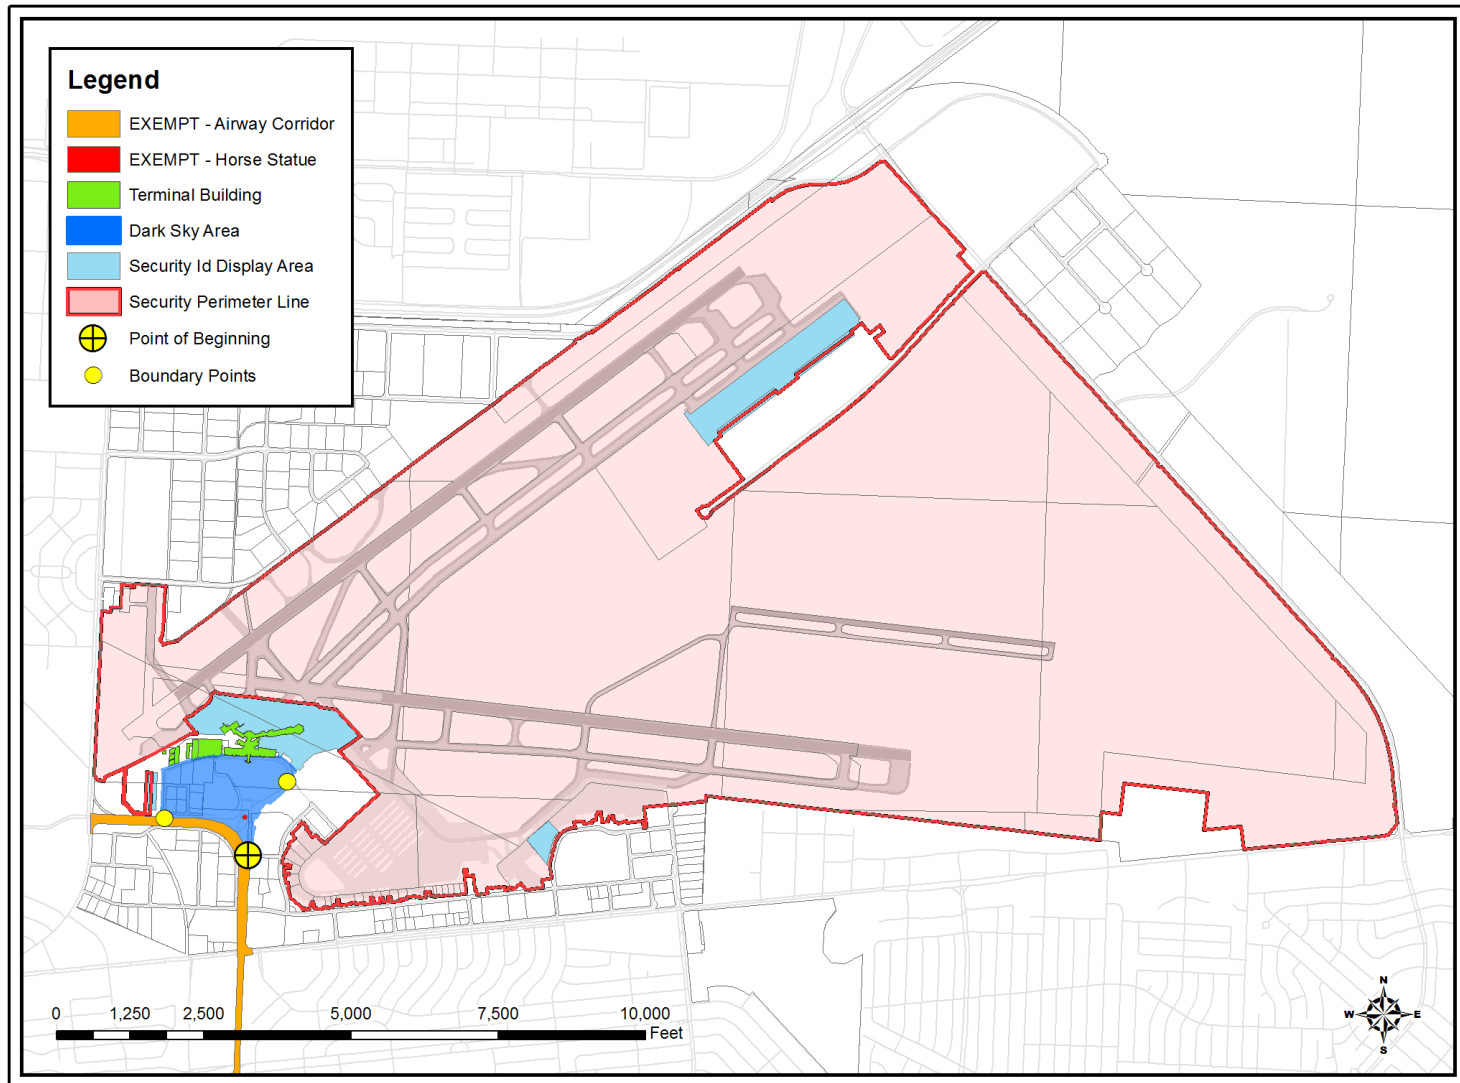 Legend
EXEMPT - Airway Corridor
EXEMPT - Horse Statue
Terminal Building
Dark Sky Area
Security Id Display Area
Security Perimeter Line
Point of Beginning
Boundary Points
0 1,250 2,500 5,000 7,500 10,000
Feet
N
W E
S